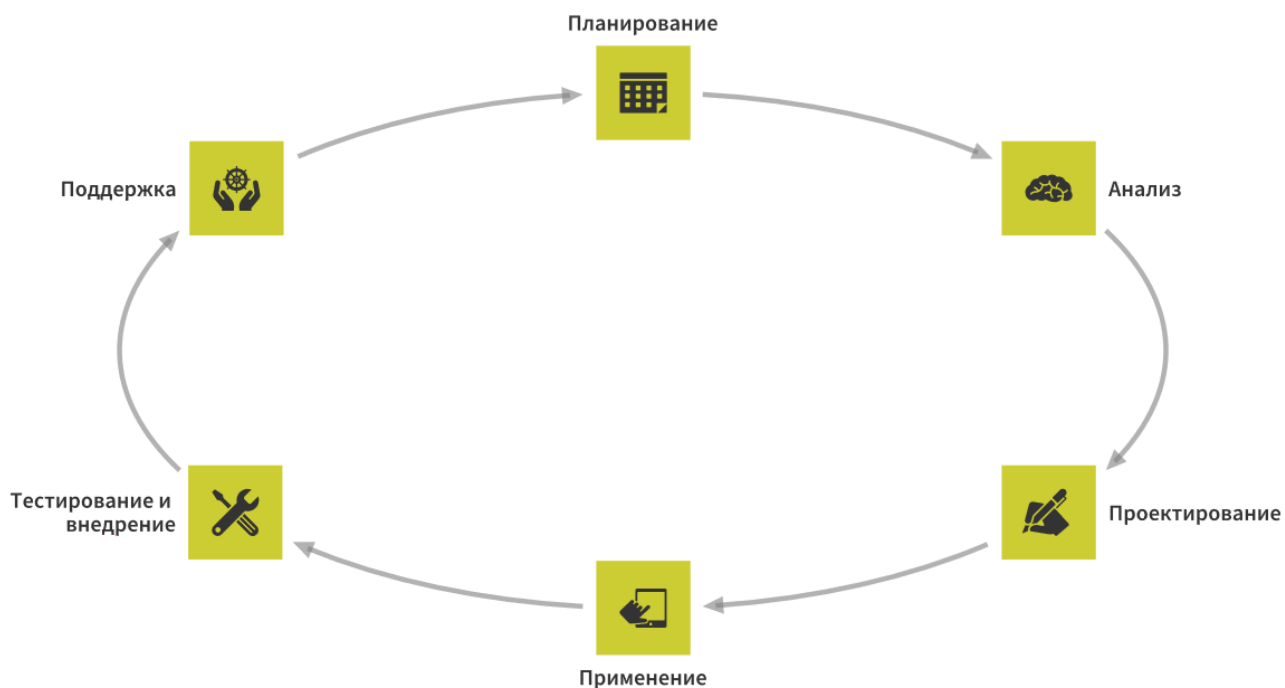 Планирование
Поддержка
Анализ
Тестирование и
внедрение
Проектирование
Применение